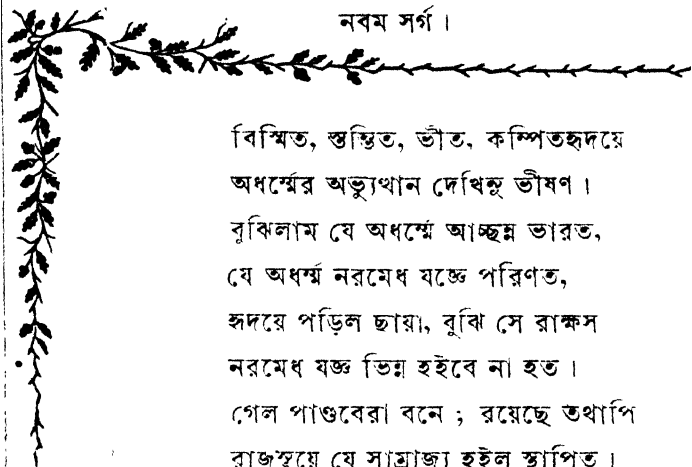 নবম সর্গ ।
বিস্মিত, স্তম্ভিত, ভীত, কম্পিতহৃদয়ে
অধর্ম্মের অভ্যুত্থান দেখিনু ভীষণ ।
বুঝিলাম যে অধর্ম্মে আচ্ছন্ন ভারত,
যে অধর্ম্ম নরমেধ যজ্ঞে পরিণত,
হৃদয়ে পড়িল ছায়া, বুঝি সে রাক্ষস
নরমেধ যজ্ঞ ভিন্ন হইবে না হত ।
গেল পাণ্ডবেরা বনে ; রয়েছে তথাপি
রাজসূয়ে যে সাম্রাজ্য হইল স্থাপিত ।